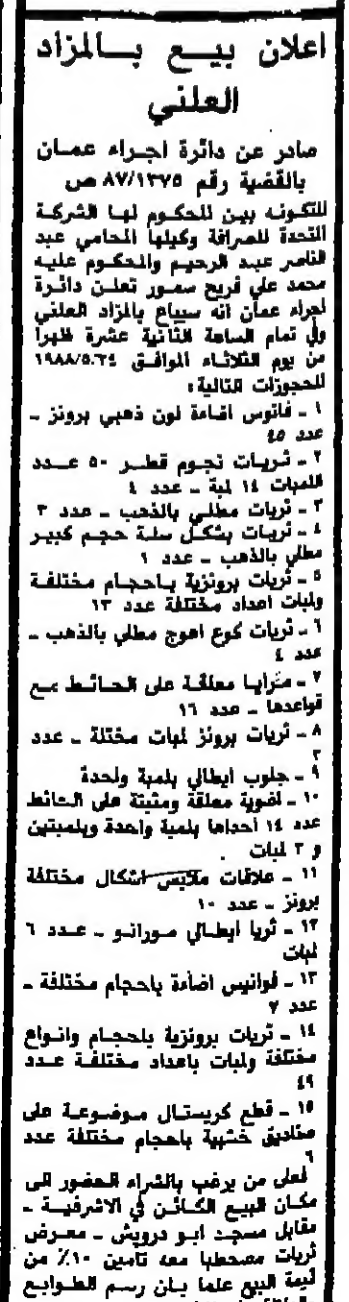 اعلان بيع بالمزاد
العلني
صادر عن دائرة اجراء عمان
بالقضية رقم ٨٧/١٣٧٥ ص
المتكونه بين المحكوم لها الشركة
المتحدة للصرافة وكيلها المحامي عبد
الناصر عبد الرحيم والمحكوم عليه
محمد علي فريح سمور تعلن دائرة
اجراء عمان انه سيباع بالمزاد العلني
وفي تمام الساعة الثانية عشرة ظهرا
من يوم الثلاثاء الموافق ١٩٨٨/٥.٢٤
المحجوزات التالية:
١ - فانوس اضاءة لون ذهبي برونز -
عدد ٤٥
٢ - ثريات نجوم قطر ٥٠ عدد
اللمبات ١٤ لمبة - عدد ٤
٣ - ثريات مطلي بالذهب - عدد ٣
٤ - ثريات بشكل سلة حجم كبير
مطلي بالذهب - عدد ١
٥ - ثريات برونزية باحجام مختلفة
ولمبات اعداد مختلفة عدد ١٣
٦ - ثريات كوع اهوج مطلي بالذهب -
عدد ٤
٧ - مترايا معلقة على الحائط مع
قواعدها - عدد ١٦
٨ - ثريات برونز لمبات مختلة - عدد
٣
٩ - جلوب ايطالي بلمبة واحدة
١٠ - اضوية معلقة ومثبتة على الحائط
عدد ١٤ احداها بلمبة واحدة وبلمبتين
و ٣ لمبات
١١ - علاقات ملابس اشكال مختلفة
برونز - عدد ١٠
١٢ - ثريا ايطالي مورانو - عدد ٦
لمبات
١٣ - فوانيس اضاءة باحجام مختلفة -
عدد ٧
١٤ - ثريات برونزية باحجام وانواع
مختلفة ولمبات باعداد مختلفة عدد
٤٩
١٥ - قطع كريستال موضوعة على
صناديق خشبية باحجام مختلفة عدد
٦
فعلى من يرغب بالشراء الحضور الى
مكان البيع الكائن في الاشرفية -
مقابل مسجد ابو درويش - معرض
ثريات مصحطبا معه تامين ١٠٪ من
قيمة البيع علما بان رسم الطوابع